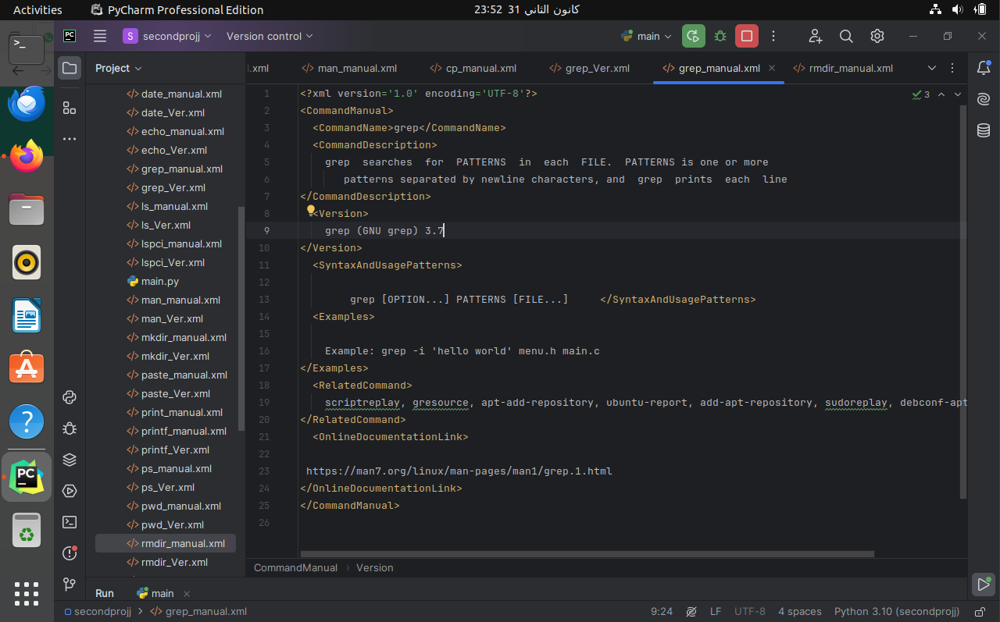 Activities
PyCharm Professional Edition
23:52 31 كانون الثاني
PC
S secondprojj
Version control
main
Project
l.xml
man_manual.xml
cp_manual.xml
grep_Ver.xml
grep_manual.xml
rmdir_manual.xml
date_manual.xml
date_Ver.xml
echo_manual.xml
echo_Ver.xml
grep_manual.xml
grep_Ver.xml
ls_manual.xml
ls_Ver.xml
lspci_manual.xml
lspci_Ver.xml
main.py
man_manual.xml
man_Ver.xml
mkdir_manual.xml
mkdir_Ver.xml
paste_manual.xml
paste_Ver.xml
print_manual.xml
printf_manual.xml
printf_Ver.xml
ps_manual.xml
ps_Ver.xml
pwd_manual.xml
pwd_Ver.xml
rmdir_manual.xml
rmdir_Ver.xml
3
1 <?xml version='1.0' encoding='UTF-8'?>
2 <CommandManual>
3 <CommandName>grep</CommandName>
4 <CommandDescription>
5 grep searches for PATTERNS in each FILE. PATTERNS is one or more
6 patterns separated by newline characters, and grep prints each line
7 </CommandDescription>
8 <Version>
9 grep (GNU grep) 3.7
10 </Version>
11 <SyntaxAndUsagePatterns>
12
13 grep [OPTION...] PATTERNS [FILE...] </SyntaxAndUsagePatterns>
14 <Examples>
15
16 Example: grep -i 'hello world' menu.h main.c
17 </Examples>
18 <RelatedCommand>
19 scriptreplay, gresource, apt-add-repository, ubuntu-report, add-apt-repository, sudoreplay, debconf-apt
20 </RelatedCommand>
21 <OnlineDocumentationLink>
22
23 https://man7.org/linux/man-pages/man1/grep.1.html
24 </OnlineDocumentationLink>
25 </CommandManual>
26
CommandManual > Version
Run
main
PC
secondprojj > grep_manual.xml
9:24
LF
UTF-8
4 spaces
Python 3.10 (secondprojj)